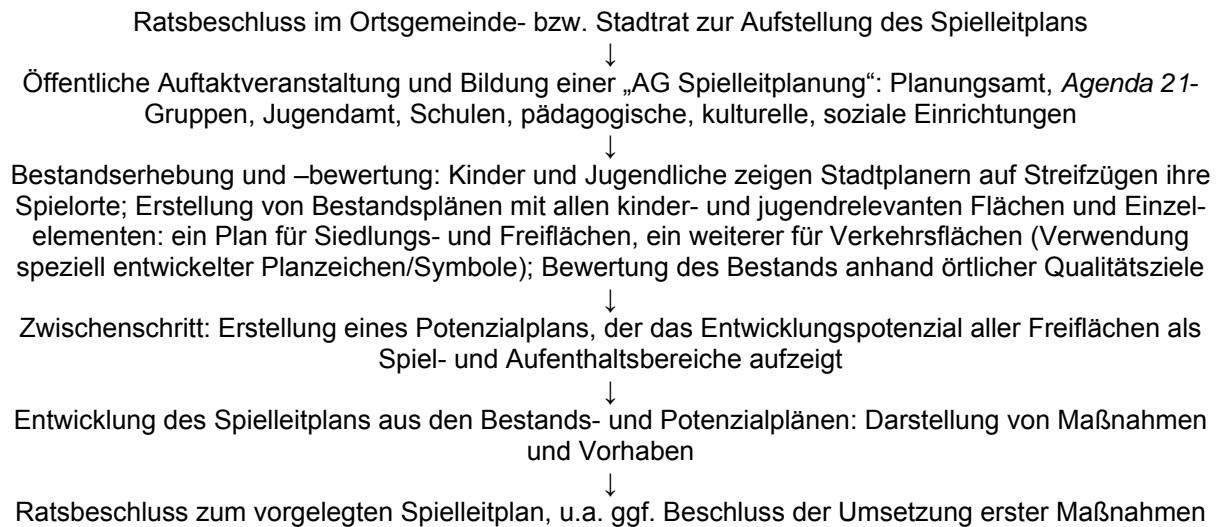 Ratsbeschluss im Ortsgemeinde- bzw. Stadtrat zur Aufstellung des Spielleitplans
↓
Öffentliche Auftaktveranstaltung und Bildung einer „AG Spielleitplanung“: Planungsamt, Agenda 21-
Gruppen, Jugendamt, Schulen, pädagogische, kulturelle, soziale Einrichtungen
↓
Bestandserhebung und –bewertung: Kinder und Jugendliche zeigen Stadtplanern auf Streifzügen ihre
Spielorte; Erstellung von Bestandsplänen mit allen kinder- und jugendrelevanten Flächen und Einzel-
elementen: ein Plan für Siedlungs- und Freiflächen, ein weiterer für Verkehrsflächen (Verwendung
speziell entwickelter Planzeichen/Symbole); Bewertung des Bestands anhand örtlicher Qualitätsziele
↓
Zwischenschritt: Erstellung eines Potenzialplans, der das Entwicklungspotenzial aller Freiflächen als
Spiel- und Aufenthaltsbereiche aufzeigt
↓
Entwicklung des Spielleitplans aus den Bestands- und Potenzialplänen: Darstellung von Maßnahmen
und Vorhaben
↓
Ratsbeschluss zum vorgelegten Spielleitplan, u.a. ggf. Beschluss der Umsetzung erster Maßnahmen